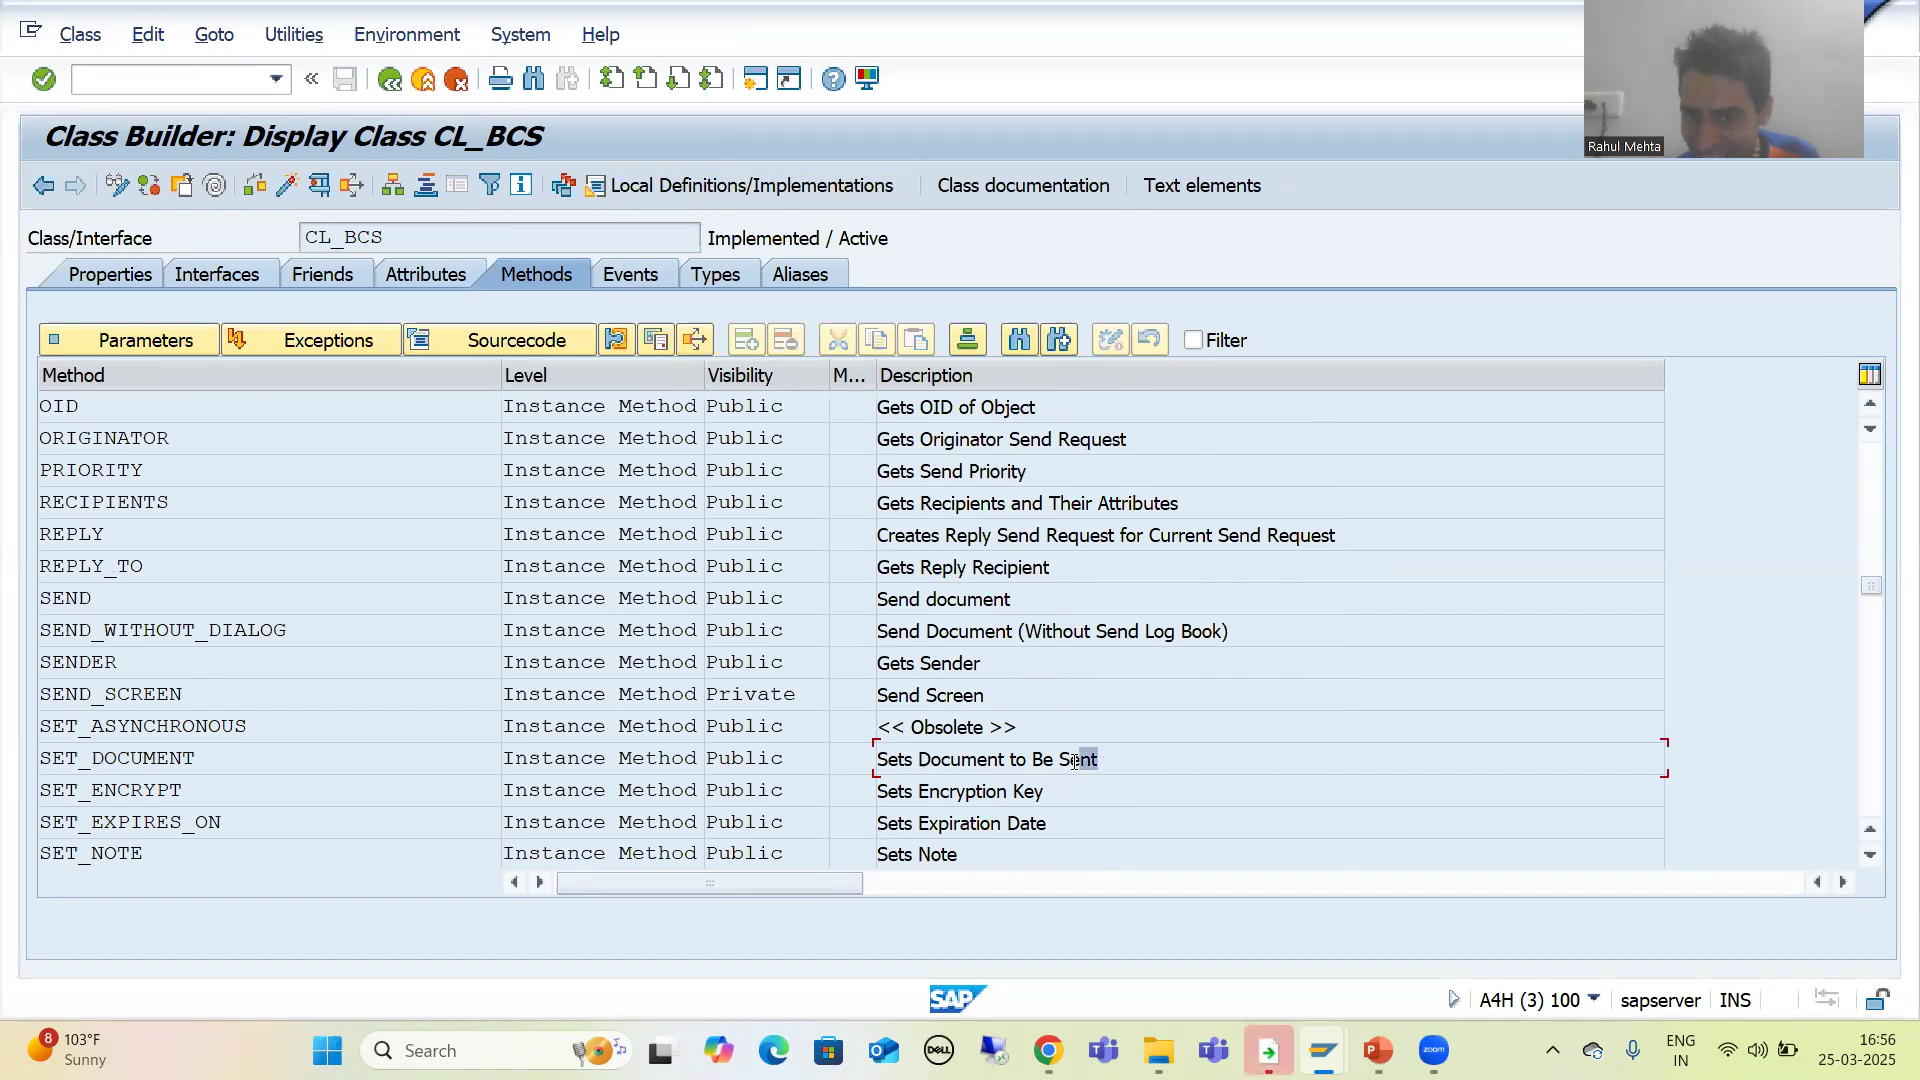 Class Edit Goto Utilities Environment System Help
Rahul Mehta
Class Builder: Display Class CL_BCS
Local Definitions/Implementations Class documentation Text elements
Class/Interface CL_BCS Implemented / Active
Properties Interfaces Friends Attributes Methods Events Types Aliases
Parameters Exceptions Sourcecode Filter
Method Level Visibility M... Description
OID Instance Method Public Gets OID of Object
ORIGINATOR Instance Method Public Gets Originator Send Request
PRIORITY Instance Method Public Gets Send Priority
RECIPIENTS Instance Method Public Gets Recipients and Their Attributes
REPLY Instance Method Public Creates Reply Send Request for Current Send Request
REPLY_TO Instance Method Public Gets Reply Recipient
SEND Instance Method Public Send document
SEND_WITHOUT_DIALOG Instance Method Public Send Document (Without Send Log Book)
SENDER Instance Method Public Gets Sender
SEND_SCREEN Instance Method Private Send Screen
SET_ASYNCHRONOUS Instance Method Public << Obsolete >>
SET_DOCUMENT Instance Method Public Sets Document to Be Sent
SET_ENCRYPT Instance Method Public Sets Encryption Key
SET_EXPIRES_ON Instance Method Public Sets Expiration Date
SET_NOTE Instance Method Public Sets Note
SAP A4H (3) 100 sapserver INS
8 103°F Search DELL zoom ENG 16:56
Sunny IN 25-03-2025